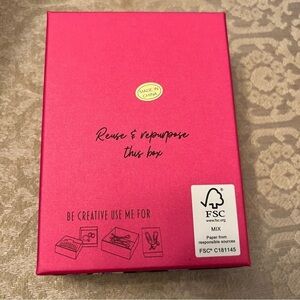 MADE IN
CHINA
Reuse & repurpose
this box
BE CREATIVE USE ME FOR
FSC
www.fsc.org
MIX
Paper from
responsible sources
FSC® C181145